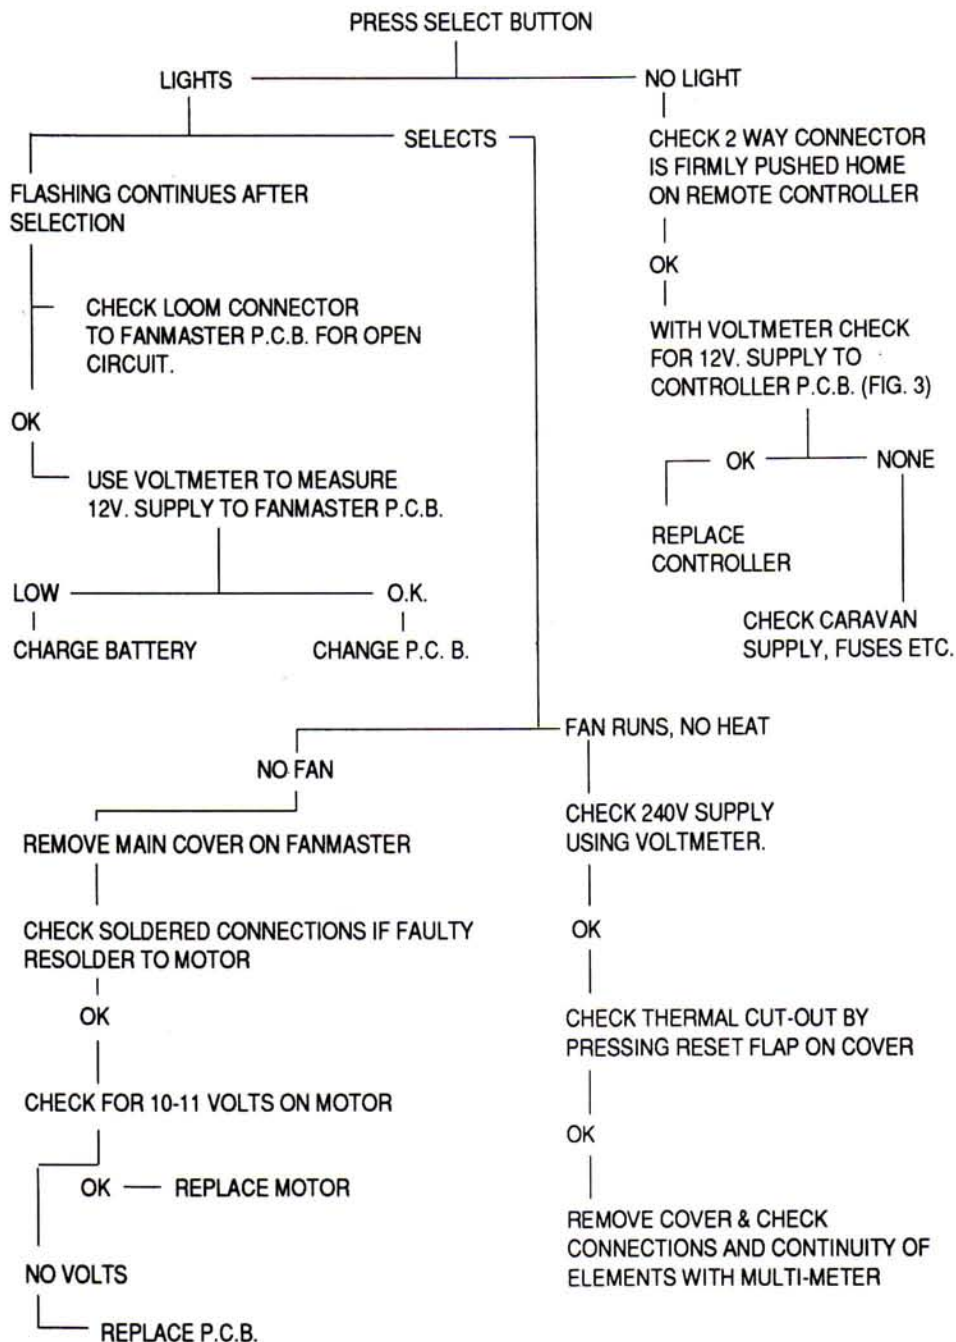 PRESS SELECT BUTTON
LIGHTS
NO LIGHT
SELECTS
CHECK 2 WAY CONNECTOR
IS FIRMLY PUSHED HOME
ON REMOTE CONTROLLER
FLASHING CONTINUES AFTER
SELECTION
OK
CHECK LOOM CONNECTOR
TO FANMASTER P.C.B. FOR OPEN
CIRCUIT.
WITH VOLTMETER CHECK
FOR 12V. SUPPLY TO
CONTROLLER P.C.B. (FIG. 3)
OK
USE VOLTMETER TO MEASURE
12V. SUPPLY TO FANMASTER P.C.B.
OK
NONE
REPLACE
CONTROLLER
LOW
O.K.
CHARGE BATTERY
CHANGE P.C. B.
CHECK CARAVAN
SUPPLY, FUSES ETC.
FAN RUNS, NO HEAT
NO FAN
CHECK 240V SUPPLY
USING VOLTMETER.
REMOVE MAIN COVER ON FANMASTER
CHECK SOLDERED CONNECTIONS IF FAULTY
RESOLDER TO MOTOR
OK
OK
CHECK THERMAL CUT-OUT BY
PRESSING RESET FLAP ON COVER
CHECK FOR 10-11 VOLTS ON MOTOR
OK
OK
REPLACE MOTOR
REMOVE COVER & CHECK
CONNECTIONS AND CONTINUITY OF
ELEMENTS WITH MULTI-METER
NO VOLTS
REPLACE P.C.B.